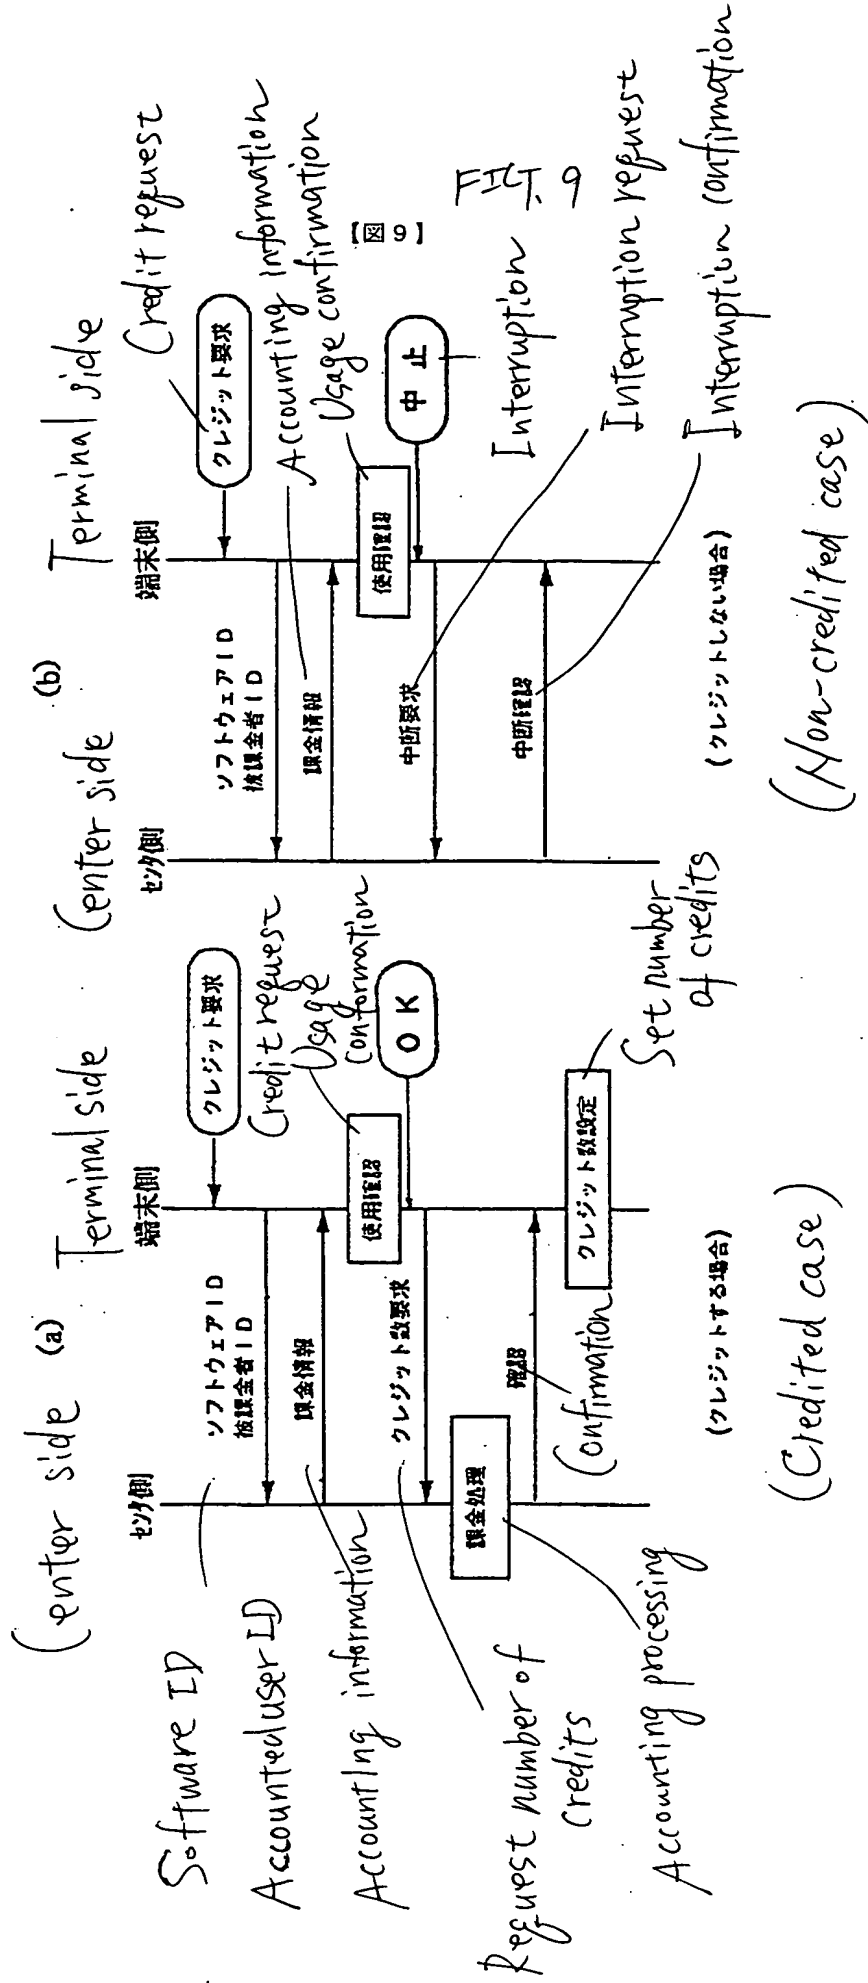 【図９】
FIG. 9
Center side
(a)
Terminal side
センタ側
端末側
クレジット要求
Credit request
Software ID
Accounted user ID
ソフトウェアＩＤ
被課金者ＩＤ
課金情報
Accounting information
Usage
conformation
使用確認
ＯＫ
クレジット数要求
Request number of
credits
課金処理
Accounting processing
確認
Confirmation
クレジット数設定
Set number
of credits
(クレジットする場合)
(Credited case)
Center side
(b)
Terminal side
センタ側
端末側
クレジット要求
Credit request
ソフトウェアＩＤ
被課金者ＩＤ
課金情報
Accounting information
Usage confirmation
使用確認
中止
Interruption
中断要求
Interruption request
中断確認
Interruption confirmation
(クレジットしない場合)
(Non-credited case)